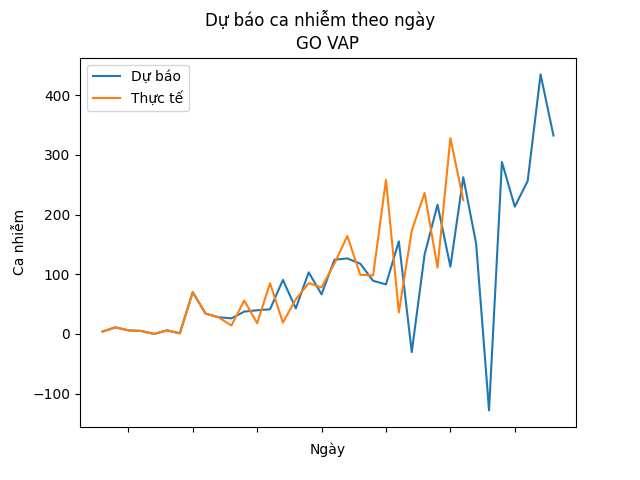 Dự báo ca nhiễm theo ngày
GO VAP
Dự báo
Thực tế
400
300
200
100
0
−100
Ca nhiễm
Ngày